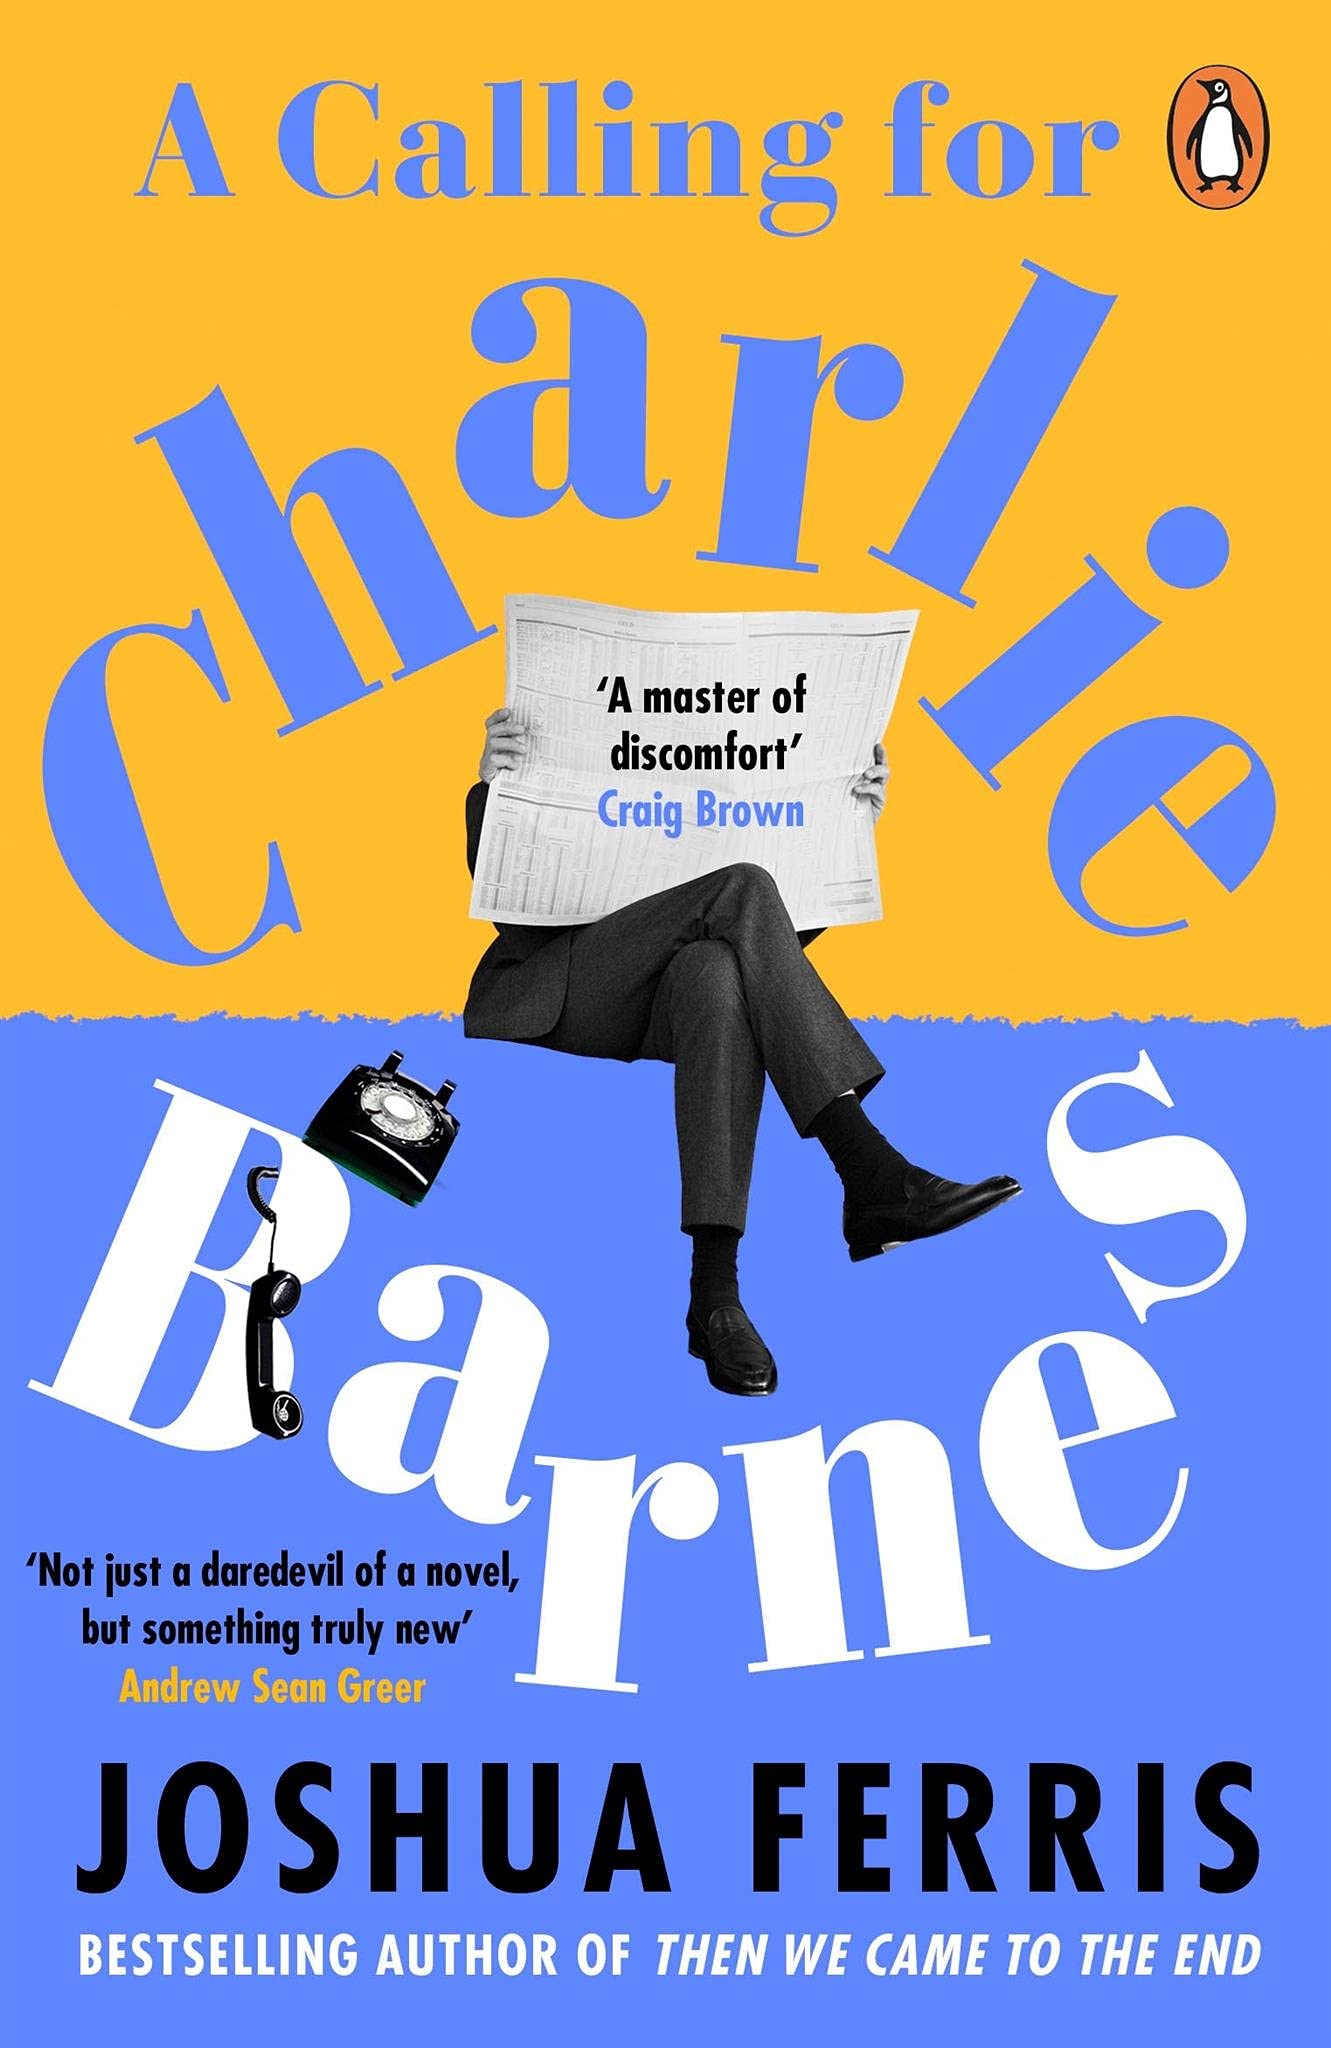 A Calling for
Charlie
'A master of
discomfort'
Craig Brown
Barnes
'Not just a daredevil of a novel,
but something truly new'
Andrew Sean Greer
JOSHUA FERRIS
BESTSELLING AUTHOR OF THEN WE CAME TO THE END